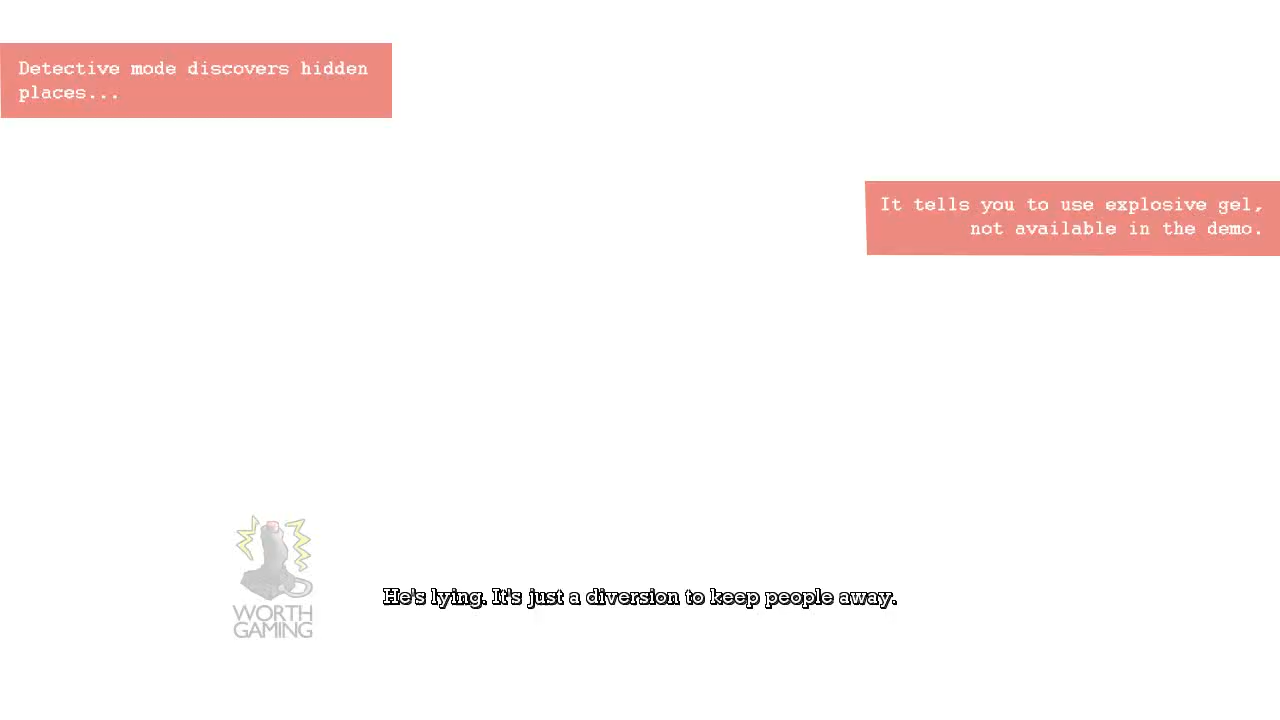 Detective mode discovers hidden
places...
It tells you to use explosive gel,
not available in the demo.
He's lying. It's just a diversion to keep people away.
WORTH
GAMING